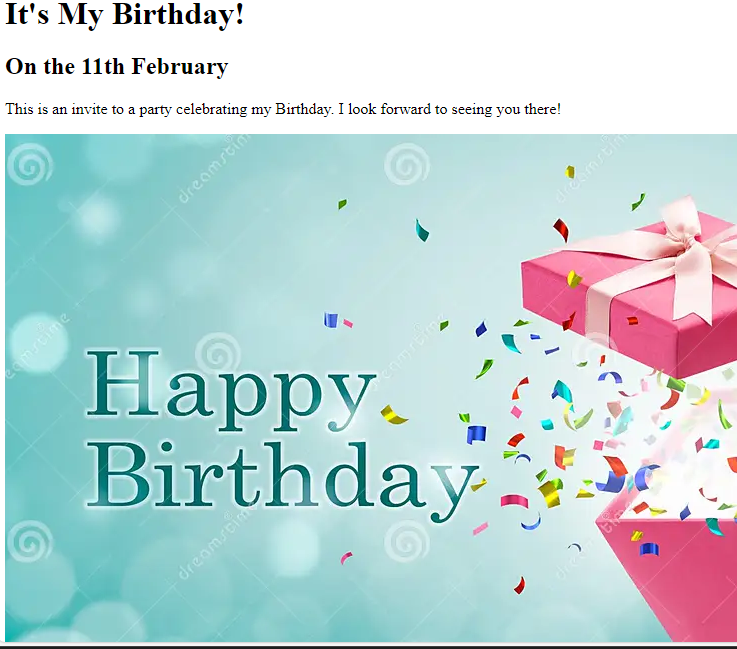 It's My Birthday!
On the 11th February
This is an invite to a party celebrating my Birthday. I look forward to seeing you there!
dreamstime
Happy
Birthday
dreamstime